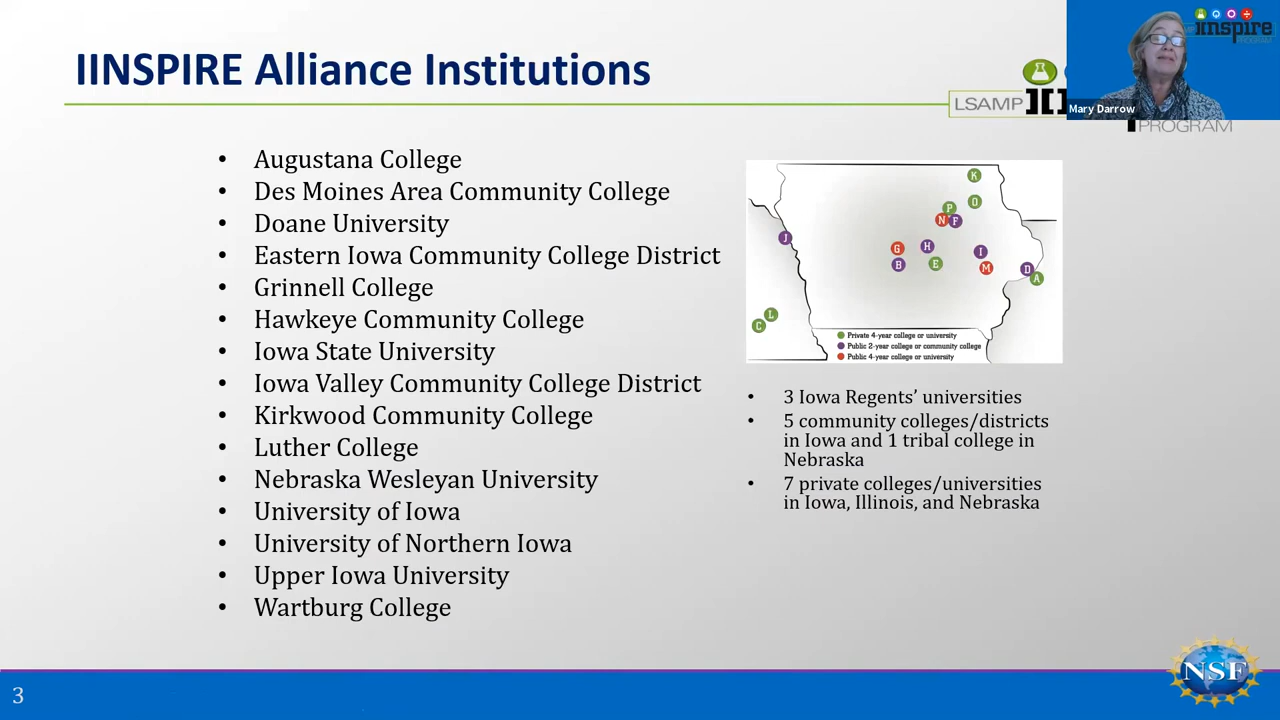 IINSPIRE Alliance Institutions
LSAMP
PROGRAM
iinspire
Mary Darrow
• Augustana College
• Des Moines Area Community College
• Doane University
• Eastern Iowa Community College District
• Grinnell College
• Hawkeye Community College
• Iowa State University
• Iowa Valley Community College District
• Kirkwood Community College
• Luther College
• Nebraska Wesleyan University
• University of Iowa
• University of Northern Iowa
• Upper Iowa University
• Wartburg College
K
O
P
N F
J
G H I
B E M D
A
L
C
Private 4-year college or university
Public 2-year college or community college
Public 4-year college or university
• 3 Iowa Regents’ universities
• 5 community colleges/districts
in Iowa and 1 tribal college in
Nebraska
• 7 private colleges/universities
in Iowa, Illinois, and Nebraska
NSF
3